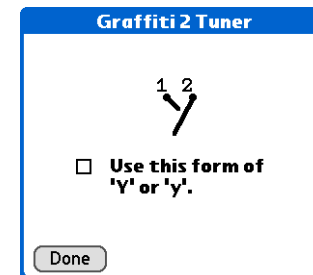 Graffiti 2 Tuner
1 2
Use this form of
'Y' or 'y'.
Done